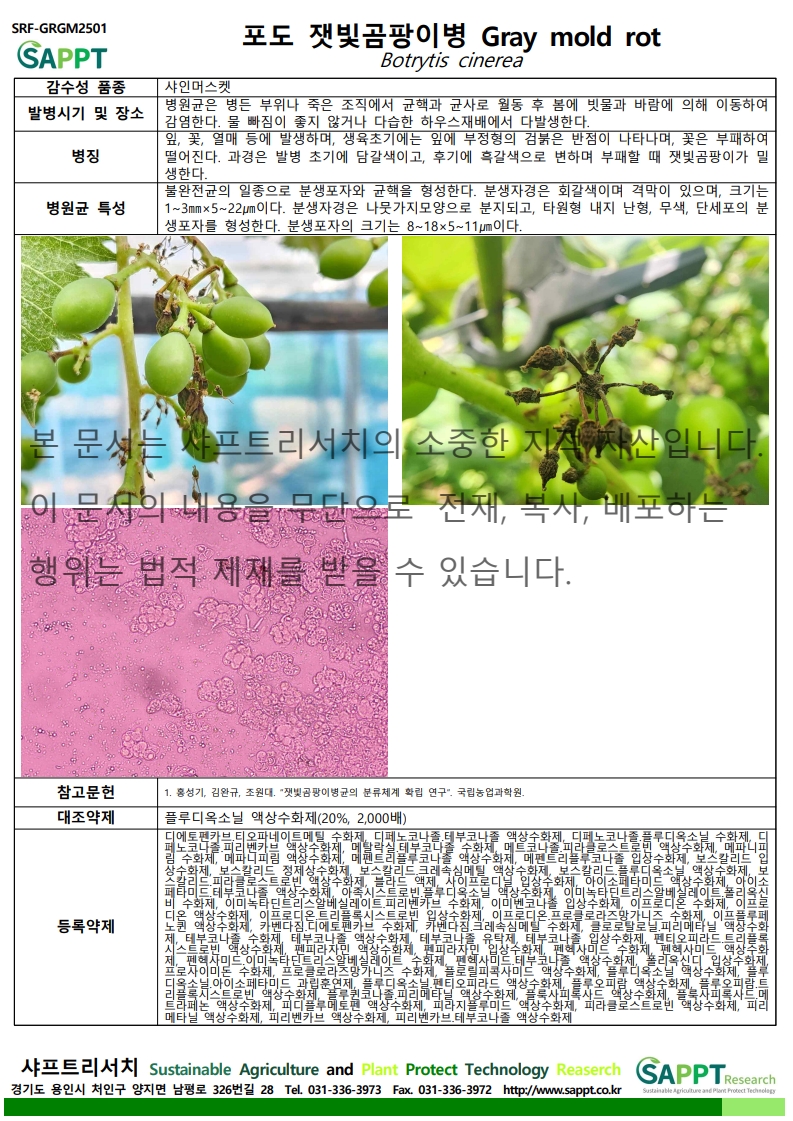 SRF-GRGM2501
SAPPT
포도 잿빛곰팡이병 Gray mold rot
Botrytis cinerea
감수성 품종
샤인머스켓
발병시기 및 장소
병원균은 병든 부위나 죽은 조직에서 균핵과 균사로 월동 후 봄에 빗물과 바람에 의해 이동하여
감염한다. 물 빠짐이 좋지 않거나 다습한 하우스재배에서 다발생한다.
병징
잎, 꽃, 열매 등에 발생하며, 생육초기에는 잎에 부정형의 검붉은 반점이 나타나며, 꽃은 부패하여
떨어진다. 과경은 발병 초기에 담갈색이고, 후기에 흑갈색으로 변하며 부패할 때 잿빛곰팡이가 밀
생한다.
병원균 특성
불완전균의 일종으로 분생포자와 균핵을 형성한다. 분생자경은 회갈색이며 격막이 있으며, 크기는
1~3㎜×5~22㎛이다. 분생자경은 나뭇가지모양으로 분지되고, 타원형 내지 난형, 무색, 단세포의 분
생포자를 형성한다. 분생포자의 크기는 8~18×5~11㎛이다.
본 문서는 샤프트리서치의 소중한 지적 자산입니다.
이 문서의 내용을 무단으로 전재, 복사, 배포하는
행위는 법적 제재를 받을 수 있습니다.
참고문헌
1. 홍성기, 김완규, 조원대. "잿빛곰팡이병균의 분류체계 확립 연구". 국립농업과학원.
대조약제
플루디옥소닐 액상수화제(20%, 2,000배)
등록약제
디에토펜카브.티오파네이트메틸 수화제, 디페노코나졸.테부코나졸 액상수화제, 디페노코나졸.플루디옥소닐 수화제, 디
페노코나졸.피리벤카브 액상수화제, 메탈락실.테부코나졸 수화제, 메트코나졸.피라클로스트로빈 액상수화제, 메파니피
림 수화제, 메파니피림 액상수화제, 메펜트리플루코나졸 액상수화제, 메펜트리플루코나졸 입상수화제, 보스칼리드 입
상수화제, 보스칼리드 정제상수화제, 보스칼리드.크레속심메틸 액상수화제, 보스칼리드.플루디옥소닐 액상수화제, 보
스칼리드.피라클로스트로빈 액상수화제, 블라드 액제, 사이프로디닐 입상수화제, 아이소페타미드 액상수화제, 아이소
페타미드.테부코나졸 액상수화제, 아족시스트로빈.플루디옥소닐 액상수화제, 이미녹타딘트리스알베실레이트.폴리옥신
비 수화제, 이미녹타딘트리스알베실레이트.피리벤카브 수화제, 이미벤코나졸 입상수화제, 이프로디온 수화제, 이프로
디온 액상수화제, 이프로디온.트리플록시스트로빈 입상수화제, 이프로디온.프로클로라즈망가니즈 수화제, 이프플루페
노퀸 액상수화제, 카벤다짐.디에토펜카브 수화제, 카벤다짐.크레속심메틸 수화제, 클로로탈로닐.피리메타닐 액상수화
제, 테부코나졸 수화제, 테부코나졸 액상수화제, 테부코나졸 유탁제, 테부코나졸 입상수화제, 펜티오피라드.트리플록
시스트로빈 액상수화제, 펜피라자민 액상수화제, 펜피라자민 입상수화제, 펜헥사미드 수화제, 펜헥사미드 액상수화
제, 펜헥사미드.이미녹타딘트리스알베실레이트 수화제, 펜헥사미드.테부코나졸 액상수화제, 폴리옥신디 입상수화제,
프로사이미돈 수화제, 프로클로라즈망가니즈 수화제, 플로릴피콕사미드 액상수화제, 플루디옥소닐 액상수화제, 플루
디옥소닐.아이소페타미드 과립훈연제, 플루디옥소닐.펜티오피라드 액상수화제, 플루오피람 액상수화제, 플루오피람.트
리플록시스트로빈 액상수화제, 플루퀸코나졸.피리메타닐 액상수화제, 플룩사피록사드 액상수화제, 플룩사피록사드.메
트라페논 액상수화제, 피디플루메토펜 액상수화제, 피라지플루미드 액상수화제, 피라클로스트로빈 액상수화제, 피리
메타닐 액상수화제, 피리벤카브 액상수화제, 피리벤카브.테부코나졸 액상수화제
샤프트리서치 Sustainable Agriculture and Plant Protect Technology Reaserch
경기도 용인시 처인구 양지면 남평로 326번길 28 Tel. 031-336-3973 Fax. 031-336-3972 http://www.sappt.co.kr
SAPPT Research
Sustainable Agriculture and Plant Protect Technology